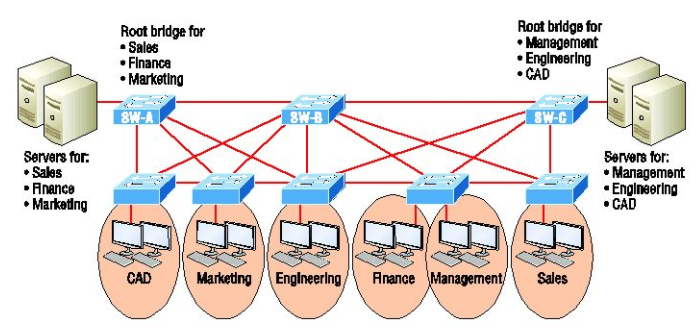 Root bridge for
• Sales
• Finance
• Marketing
Root bridge for
• Management
• Engineering
• CAD
SW-A
SW-B
SW-C
Servers for:
• Sales
• Finance
• Marketing
Servers for:
• Management
• Engineering
• CAD
CAD
Marketing
Engineering
Finance
Management
Sales